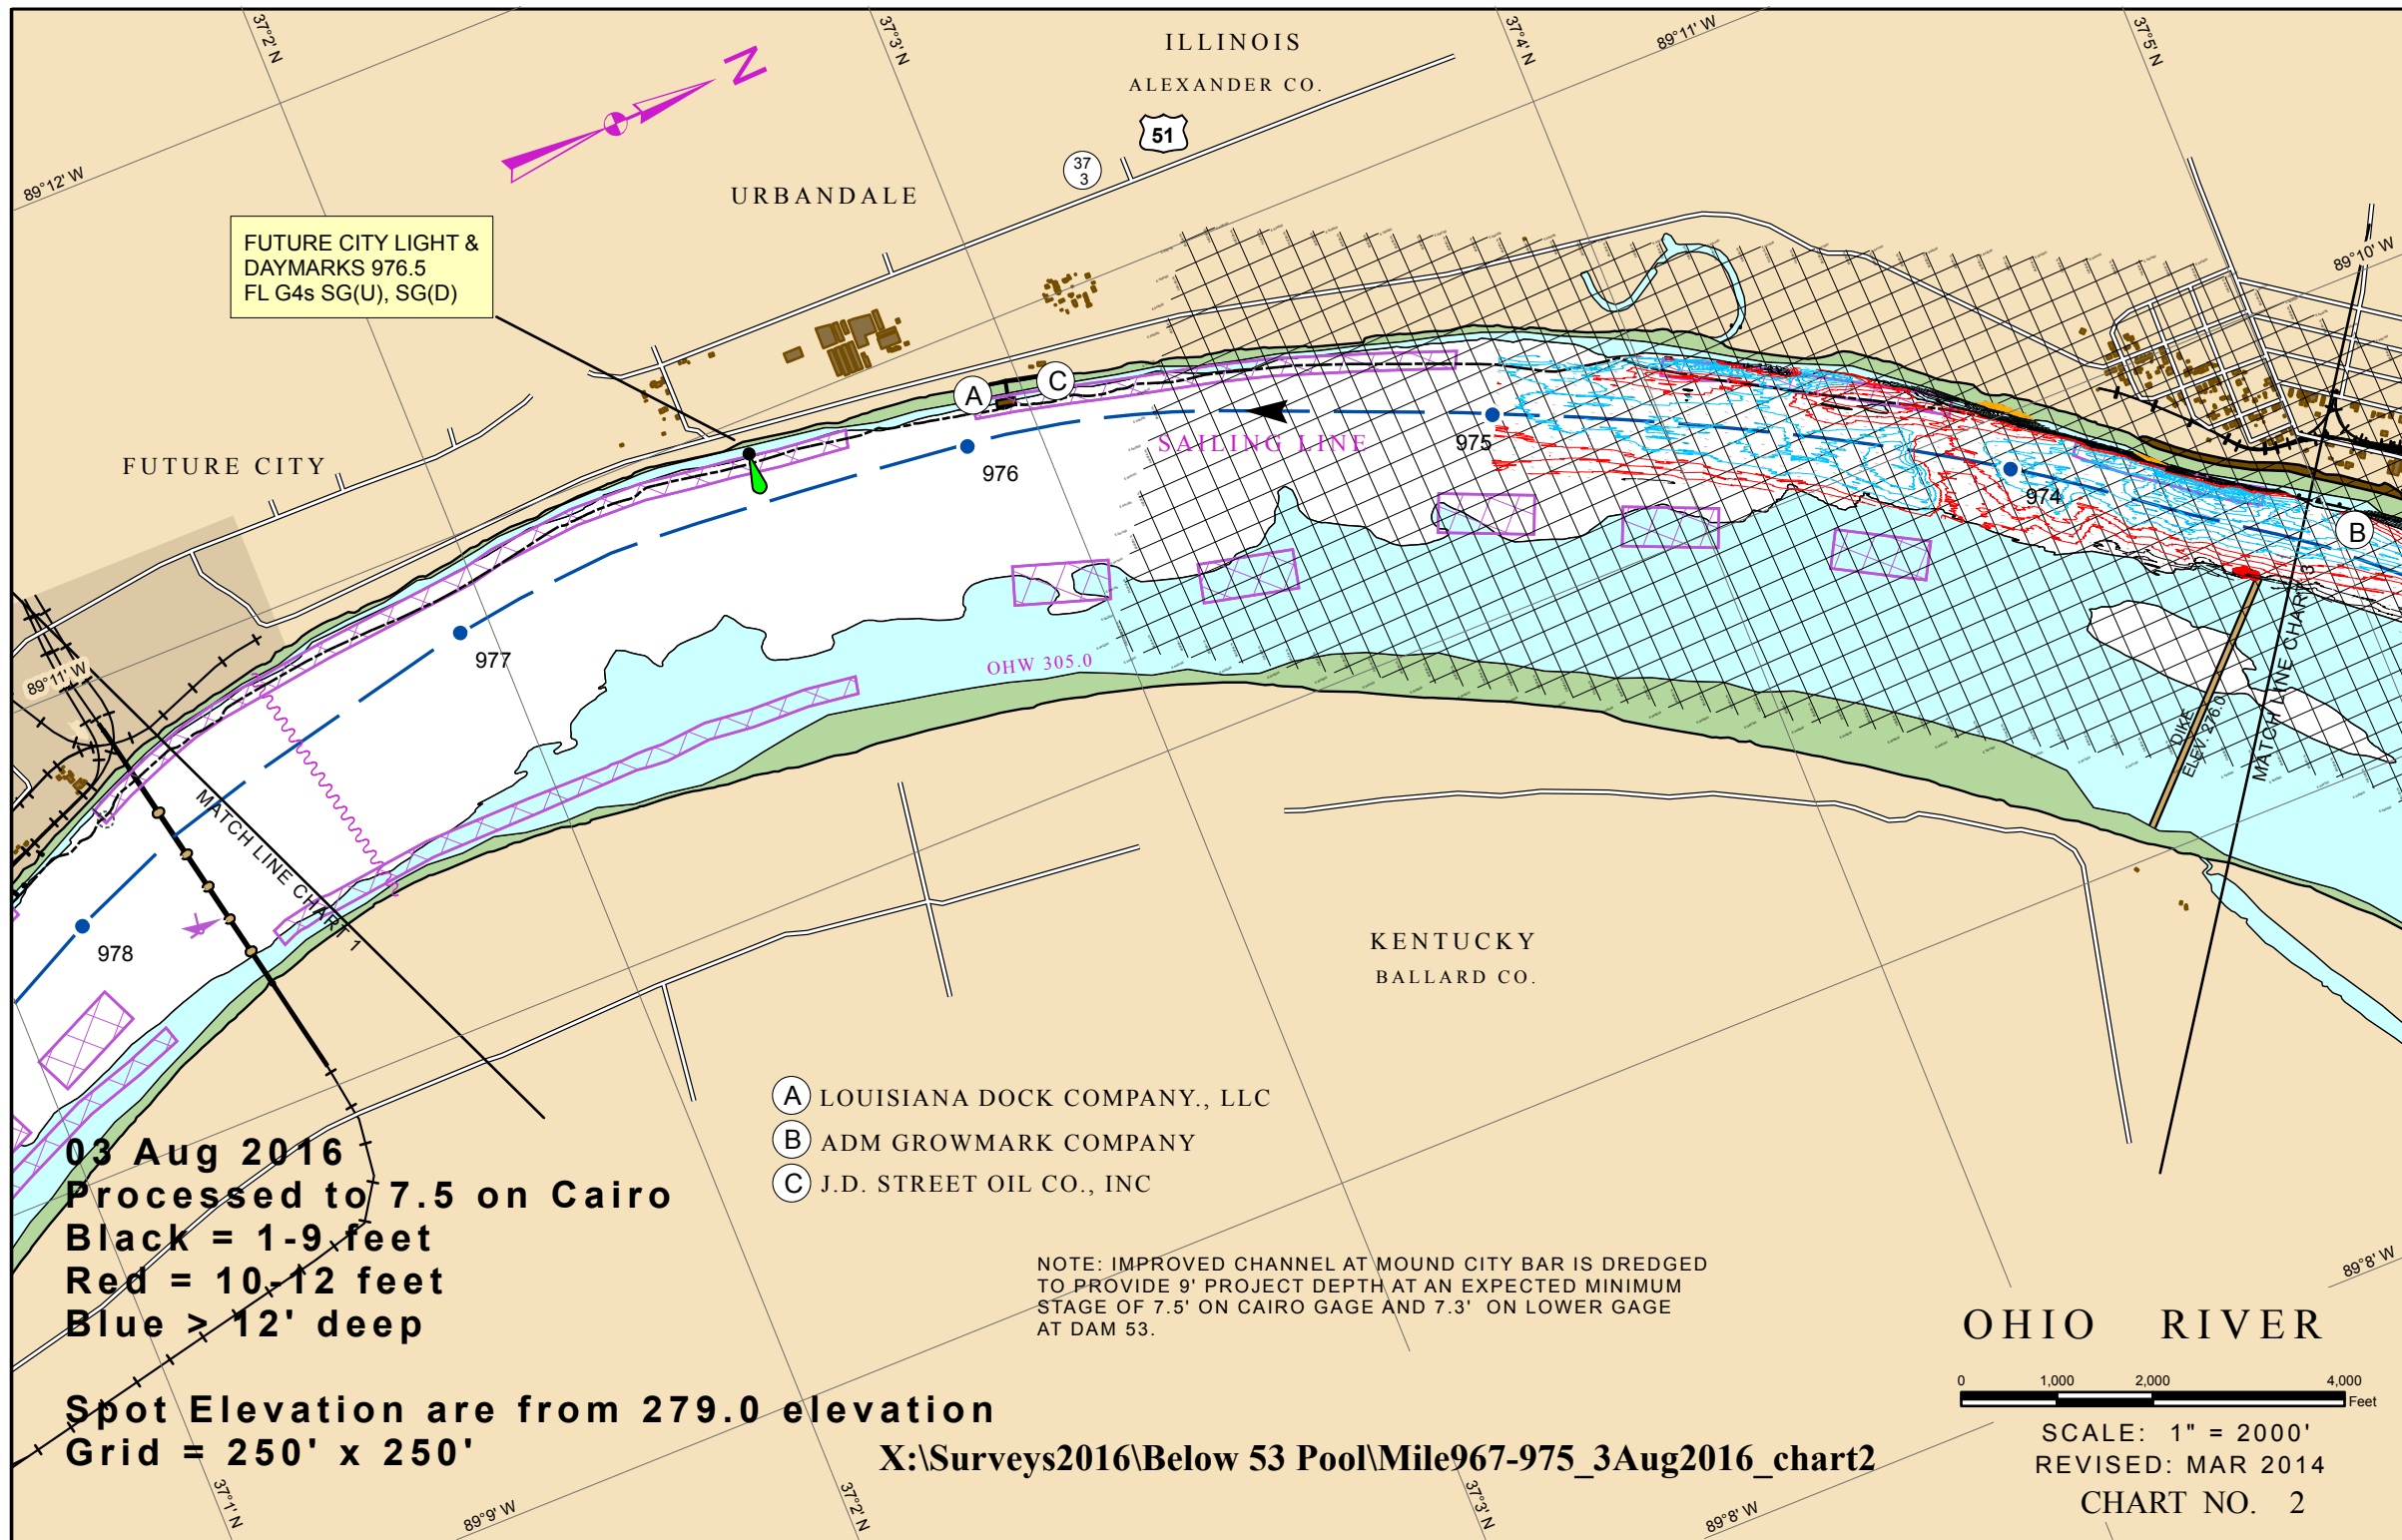 37°2' N
37°3' N
37°4' N
37°5' N
89°11' W
ILLINOIS
ALEXANDER CO.
51
37
3
N
89°12' W
URBANDALE
89°10' W
FUTURE CITY LIGHT &
DAYMARKS 976.5
FL G4s SG(U), SG(D)
A
C
SAILING LINE
975
976
974
B
FUTURE CITY
977
OHW 305.0
89°11' W
MATCH LINE CHART 3
DIKE
ELEV. 276.0
MATCH LINE CHART 1
978
KENTUCKY
BALLARD CO.
A LOUISIANA DOCK COMPANY., LLC
B ADM GROWMARK COMPANY
C J.D. STREET OIL CO., INC
03 Aug 2016
Processed to 7.5 on Cairo
Black = 1-9 feet
Red = 10-12 feet
Blue > 12' deep
Spot Elevation are from 279.0 elevation
Grid = 250' x 250'
NOTE: IMPROVED CHANNEL AT MOUND CITY BAR IS DREDGED
TO PROVIDE 9' PROJECT DEPTH AT AN EXPECTED MINIMUM
STAGE OF 7.5' ON CAIRO GAGE AND 7.3' ON LOWER GAGE
AT DAM 53.
89°8' W
OHIO RIVER
0 1,000 2,000 4,000
Feet
SCALE: 1" = 2000'
REVISED: MAR 2014
CHART NO. 2
X:\Surveys2016\Below 53 Pool\Mile967-975_3Aug2016_chart2
37°1' N
89°9' W
37°2' N
37°3' N
89°8' W